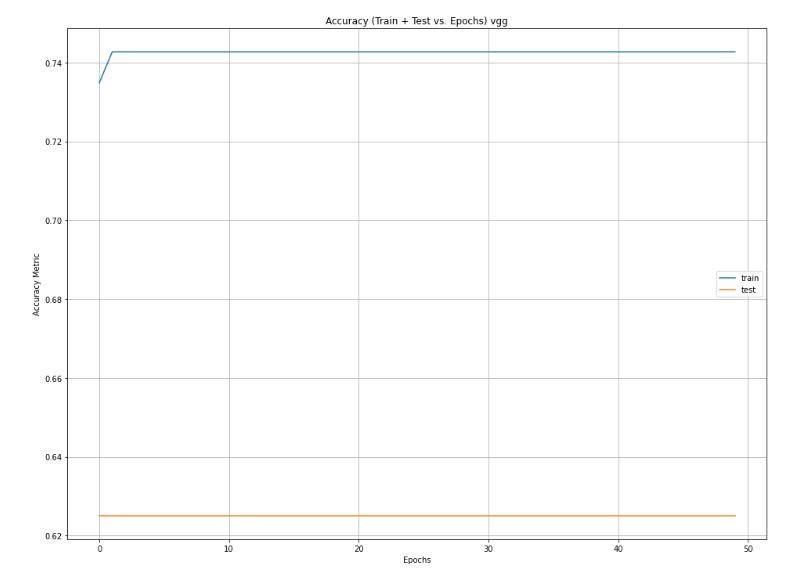 Accuracy (Train + Test vs. Epochs) vgg
0.74
0.72
0.70
0.68
0.66
0.64
0.62
Accuracy Metric
train
test
0 10 20 30 40 50
Epochs